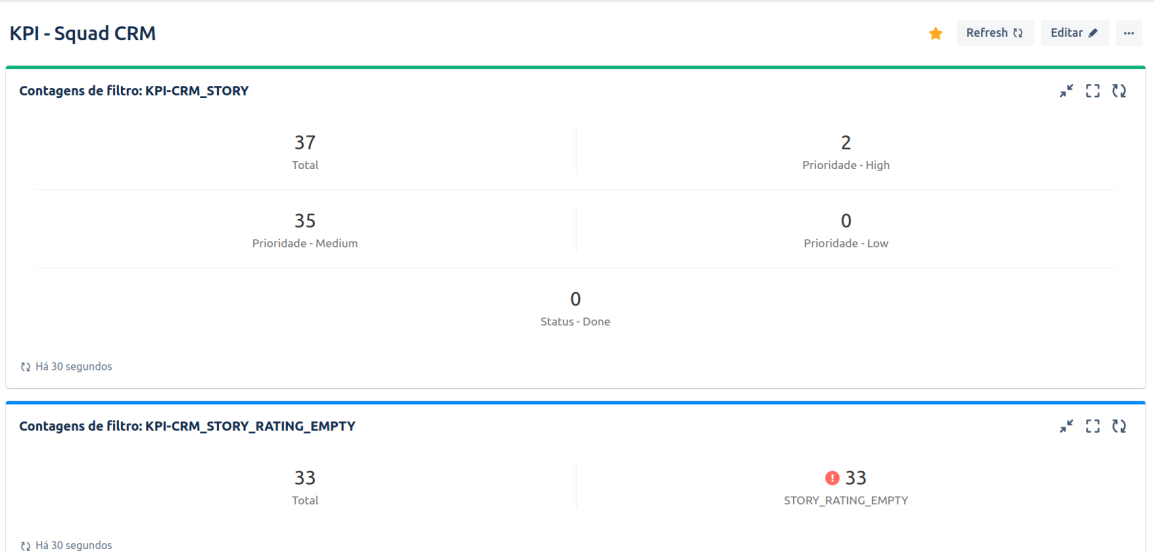 KPI - Squad CRM
Refresh
Editar
Contagens de filtro: KPI-CRM_STORY
37
Total
2
Prioridade - High
35
Prioridade - Medium
0
Prioridade - Low
0
Status - Done
Há 30 segundos
Contagens de filtro: KPI-CRM_STORY_RATING_EMPTY
33
Total
33
STORY_RATING_EMPTY
Há 30 segundos